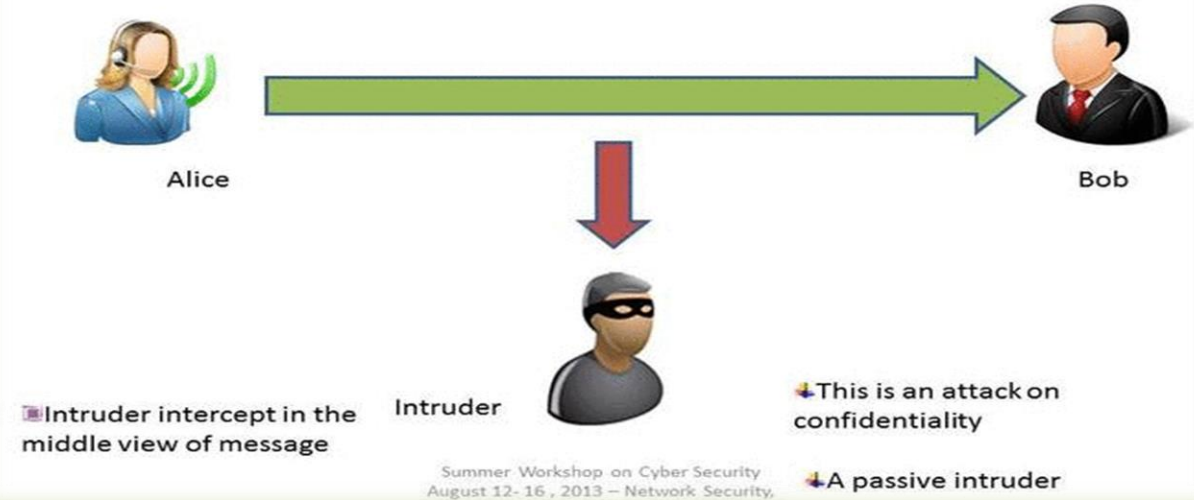 Alice
Bob
Intruder intercept in the
middle view of message
Intruder
This is an attack on
confidentiality
A passive intruder
Summer Workshop on Cyber Security
August 12- 16 , 2013 – Network Security,